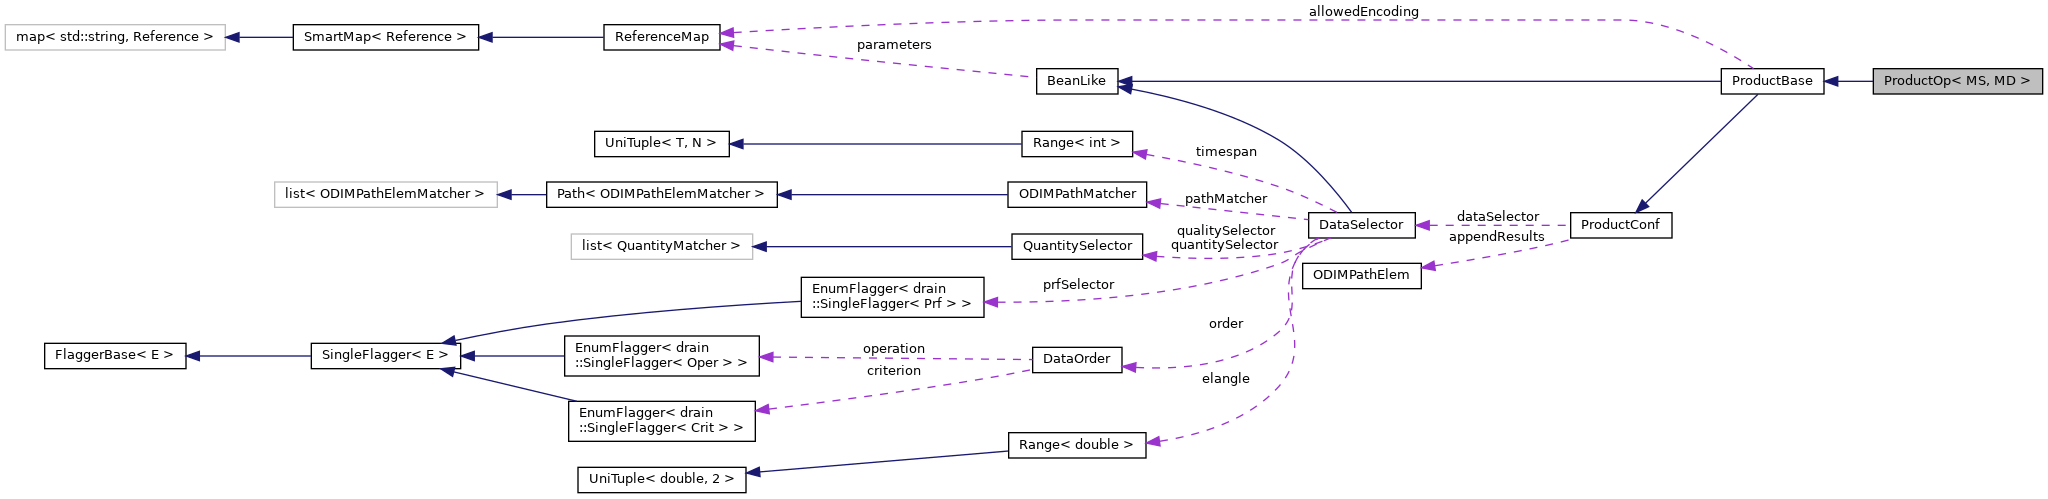 allowedEncoding
map< std::string, Reference >
SmartMap< Reference >
ReferenceMap
parameters
BeanLike
ProductBase
ProductOp< MS, MD >
UniTuple< T, N >
Range< int >
timespan
list< ODIMPathElemMatcher >
Path< ODIMPathElemMatcher >
ODIMPathMatcher
pathMatcher
DataSelector
dataSelector
ProductConf
appendResults
qualitySelector
quantitySelector
list< QuantityMatcher >
QuantitySelector
ODIMPathElem
EnumFlagger< drain
::SingleFlagger< Prf > >
prfSelector
order
FlaggerBase< E >
SingleFlagger< E >
EnumFlagger< drain
::SingleFlagger< Oper > >
operation
criterion
DataOrder
elangle
EnumFlagger< drain
::SingleFlagger< Crit > >
Range< double >
UniTuple< double, 2 >